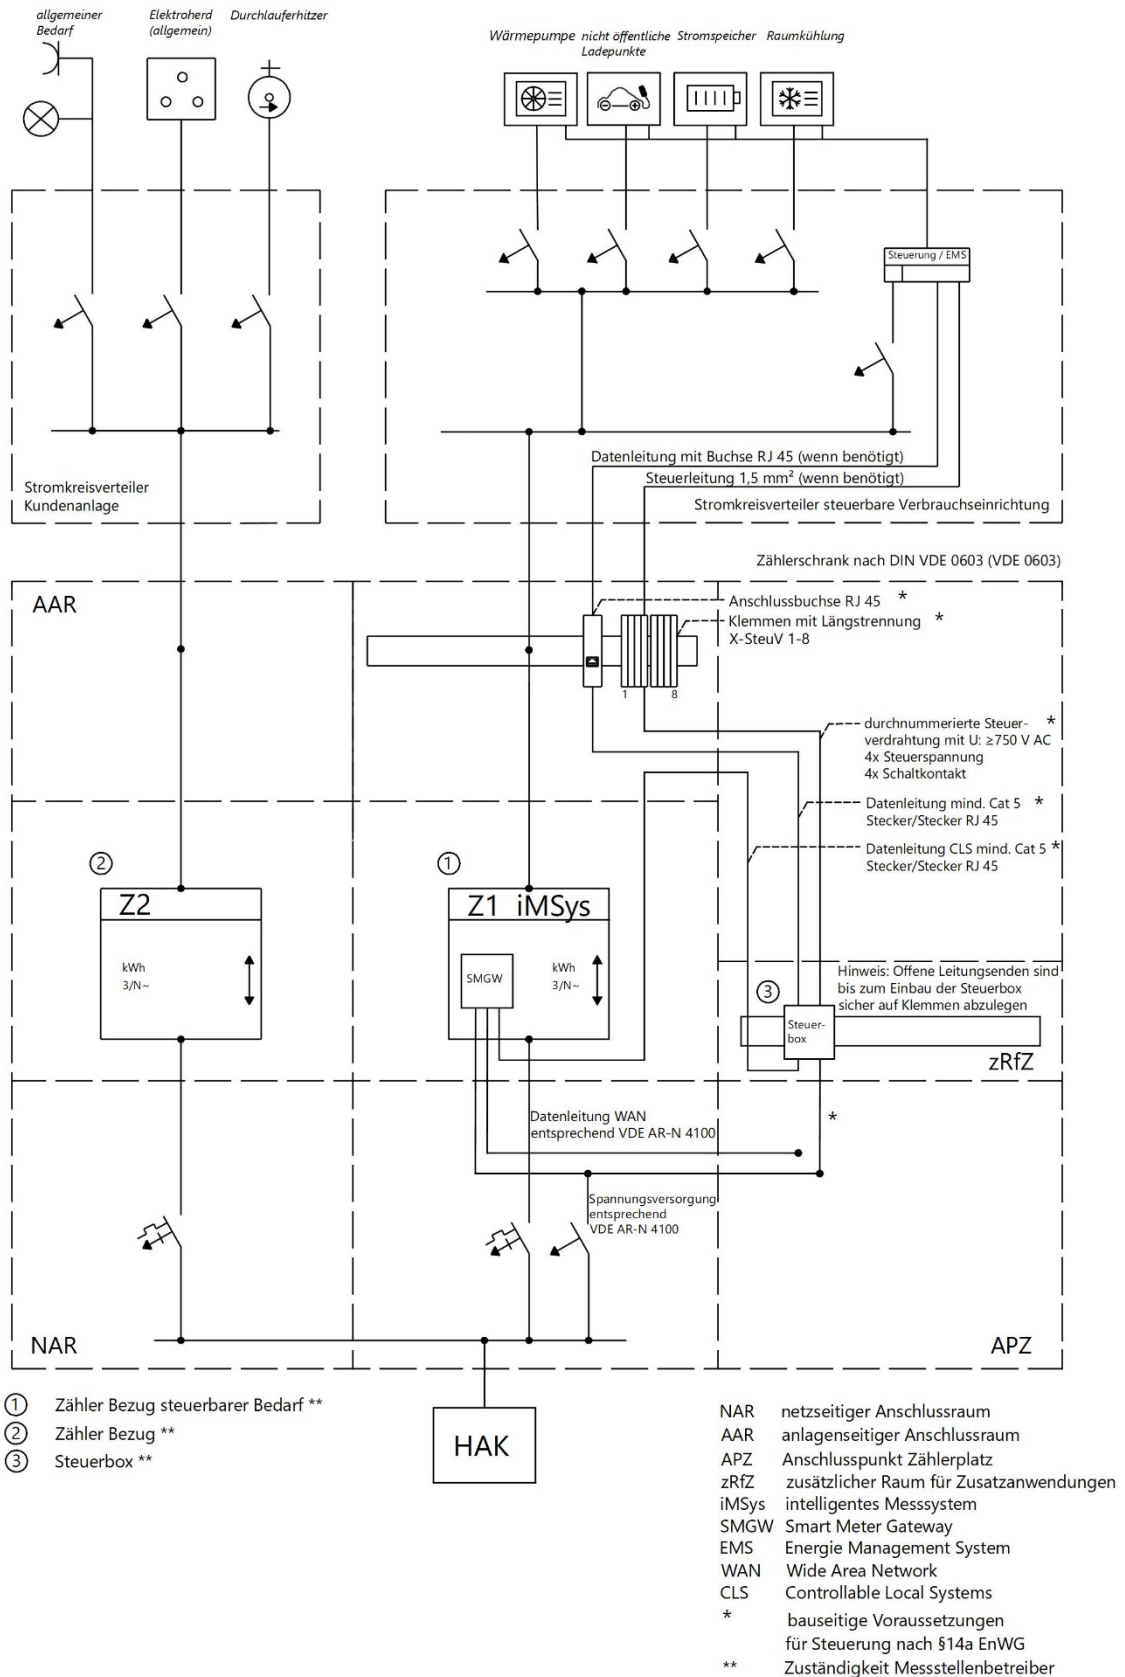 allgemeiner
Bedarf
Elektroherd
(allgemein)
Durchlauferhitzer
Wärmepumpe
nicht öffentliche
Ladepunkte
Stromspeicher
Raumkühlung
Steuerung / EMS
Datenleitung mit Buchse RJ 45 (wenn benötigt)
Steuerleitung 1,5 mm² (wenn benötigt)
Stromkreisverteiler
Kundenanlage
Stromkreisverteiler steuerbare Verbrauchseinrichtung
Zählerschrank nach DIN VDE 0603 (VDE 0603)
AAR
Anschlussbuchse RJ 45 *
Klemmen mit Längstrennung *
X-SteuV 1-8
1 8
durchnummerierte Steuer- *
verdrahtung mit U: ≥750 V AC
4x Steuerspannung
4x Schaltkontakt
Datenleitung mind. Cat 5 *
Stecker/Stecker RJ 45
Datenleitung CLS mind. Cat 5 *
Stecker/Stecker RJ 45
2
Z2
kWh
3/N~
1
Z1 iMSys
SMGW
kWh
3/N~
Hinweis: Offene Leitungsenden sind
bis zum Einbau der Steuerbox
sicher auf Klemmen abzulegen
3
Steuer-
box
zRfZ
Datenleitung WAN
entsprechend VDE AR-N 4100
*
Spannungsversorgung
entsprechend
VDE AR-N 4100
NAR
APZ
HAK
1 Zähler Bezug steuerbarer Bedarf **
2 Zähler Bezug **
3 Steuerbox **
NAR netzseitiger Anschlussraum
AAR anlagenseitiger Anschlussraum
APZ Anschlusspunkt Zählerplatz
zRfZ zusätzlicher Raum für Zusatzanwendungen
iMSys intelligentes Messsystem
SMGW Smart Meter Gateway
EMS Energie Management System
WAN Wide Area Network
CLS Controllable Local Systems
* bauseitige Voraussetzungen
für Steuerung nach §14a EnWG
** Zuständigkeit Messstellenbetreiber